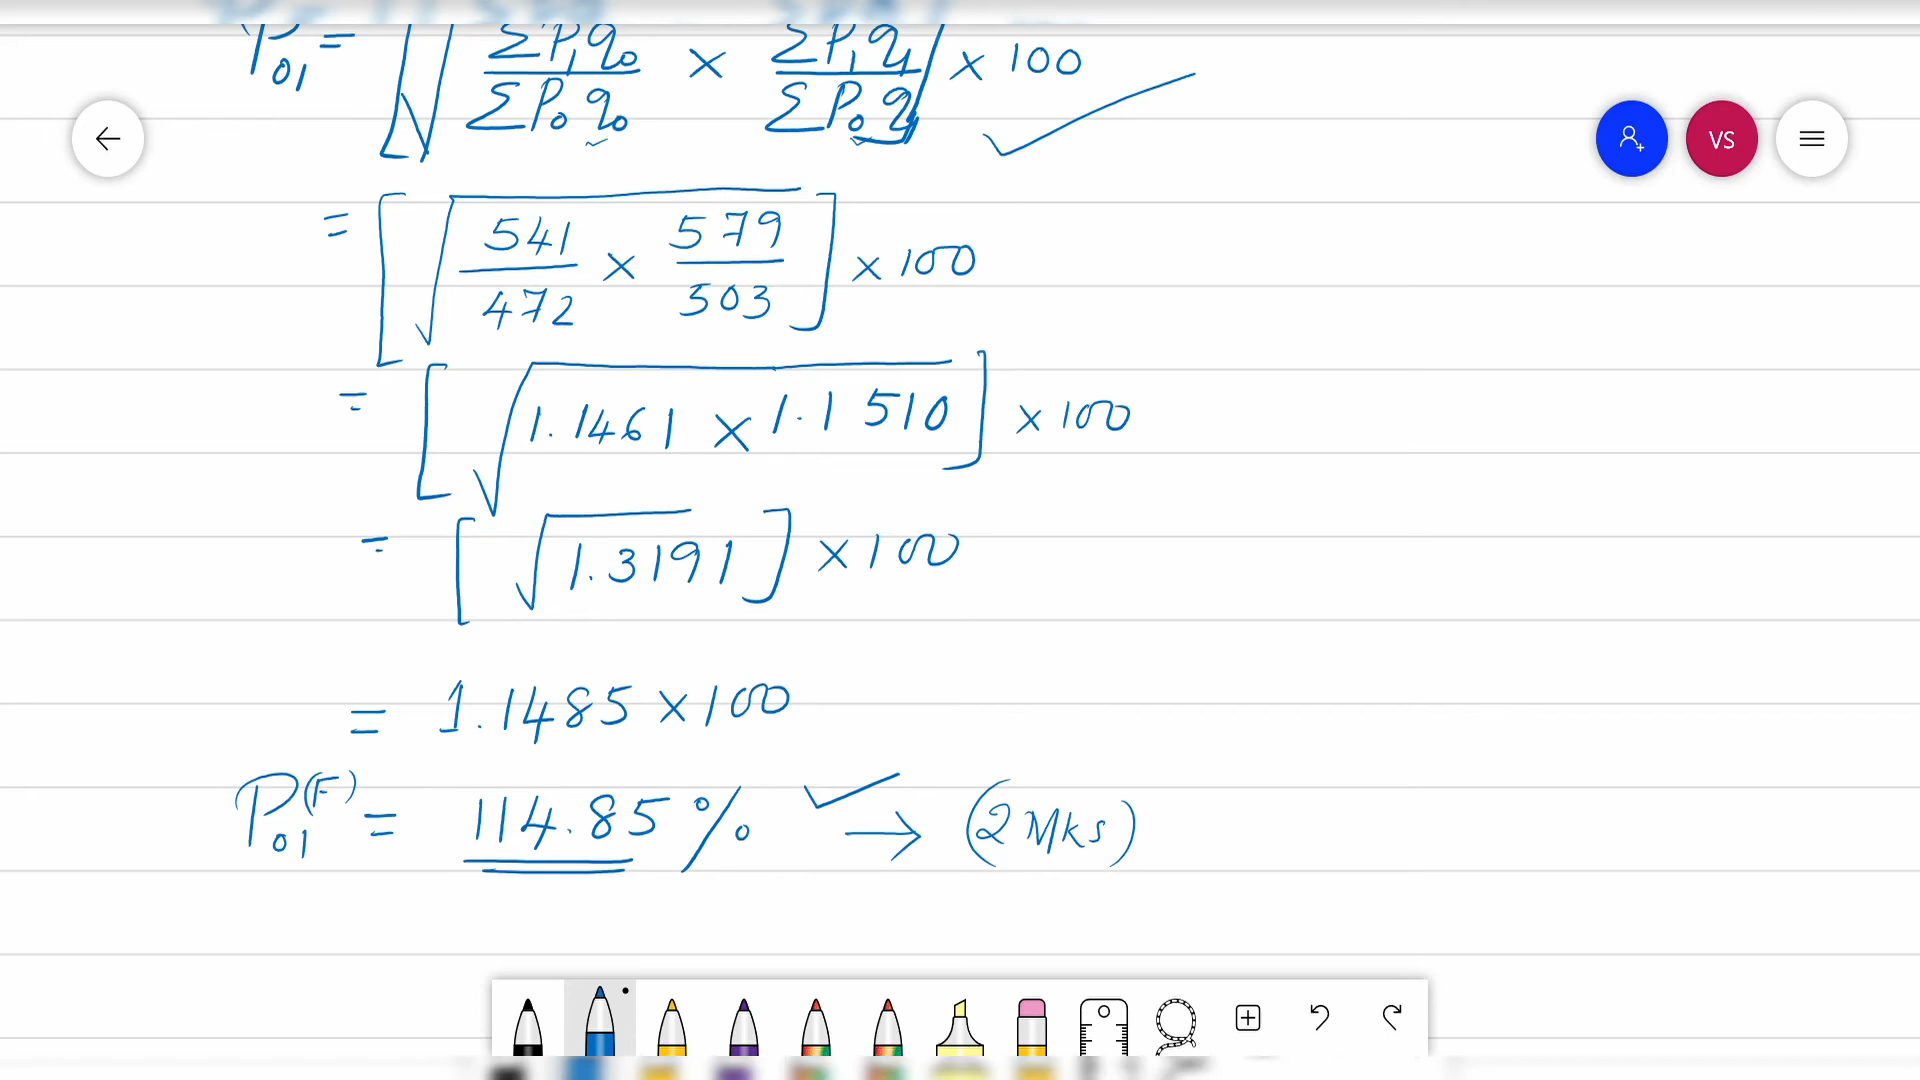 P₀₁ = [√ ΣP₁q₀/ΣP₀q₀ × ΣP₁q₁/ΣP₀q₁] × 100
VS
= [√ 541/472 × 579/503] × 100
= [√ 1.1461 × 1.1510] × 100
= [√ 1.3191] × 100
= 1.1485 × 100
P₀₁(F) = 114.85 % → (2 Mks)